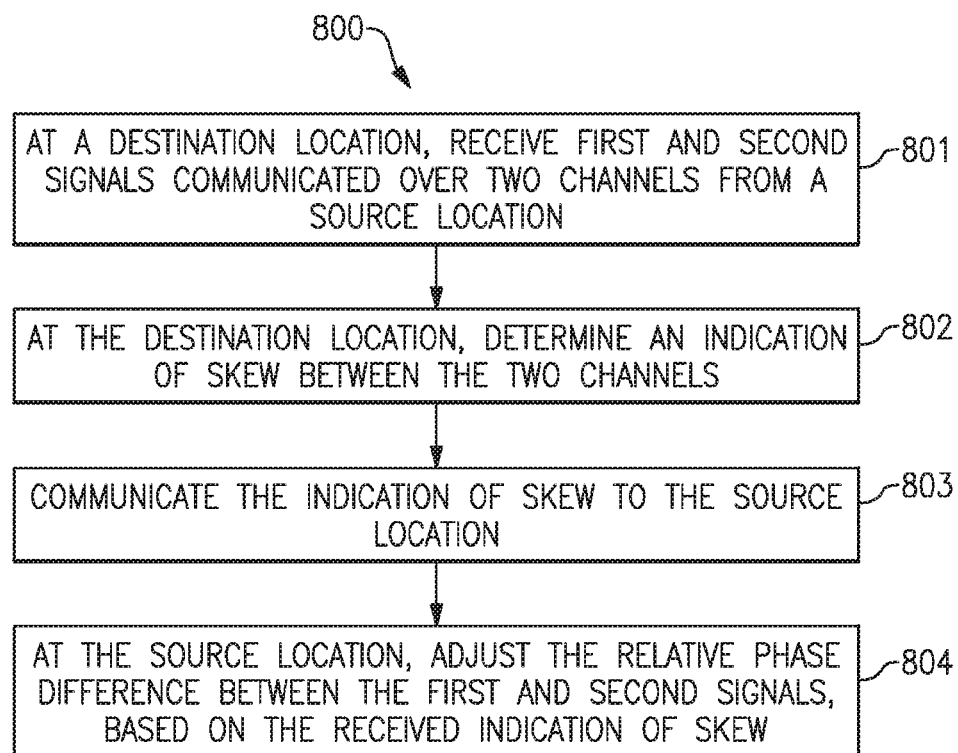 800
AT A DESTINATION LOCATION, RECEIVE FIRST AND SECOND
SIGNALS COMMUNICATED OVER TWO CHANNELS FROM A
SOURCE LOCATION
801
AT THE DESTINATION LOCATION, DETERMINE AN INDICATION
OF SKEW BETWEEN THE TWO CHANNELS
802
COMMUNICATE THE INDICATION OF SKEW TO THE SOURCE
LOCATION
803
AT THE SOURCE LOCATION, ADJUST THE RELATIVE PHASE
DIFFERENCE BETWEEN THE FIRST AND SECOND SIGNALS,
BASED ON THE RECEIVED INDICATION OF SKEW
804